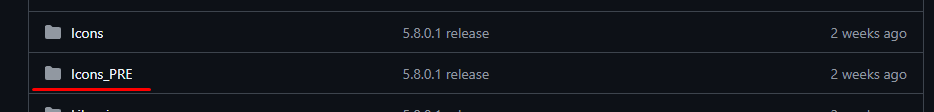 Icons 5.8.0.1 release 2 weeks ago
Icons_PRE 5.8.0.1 release 2 weeks ago